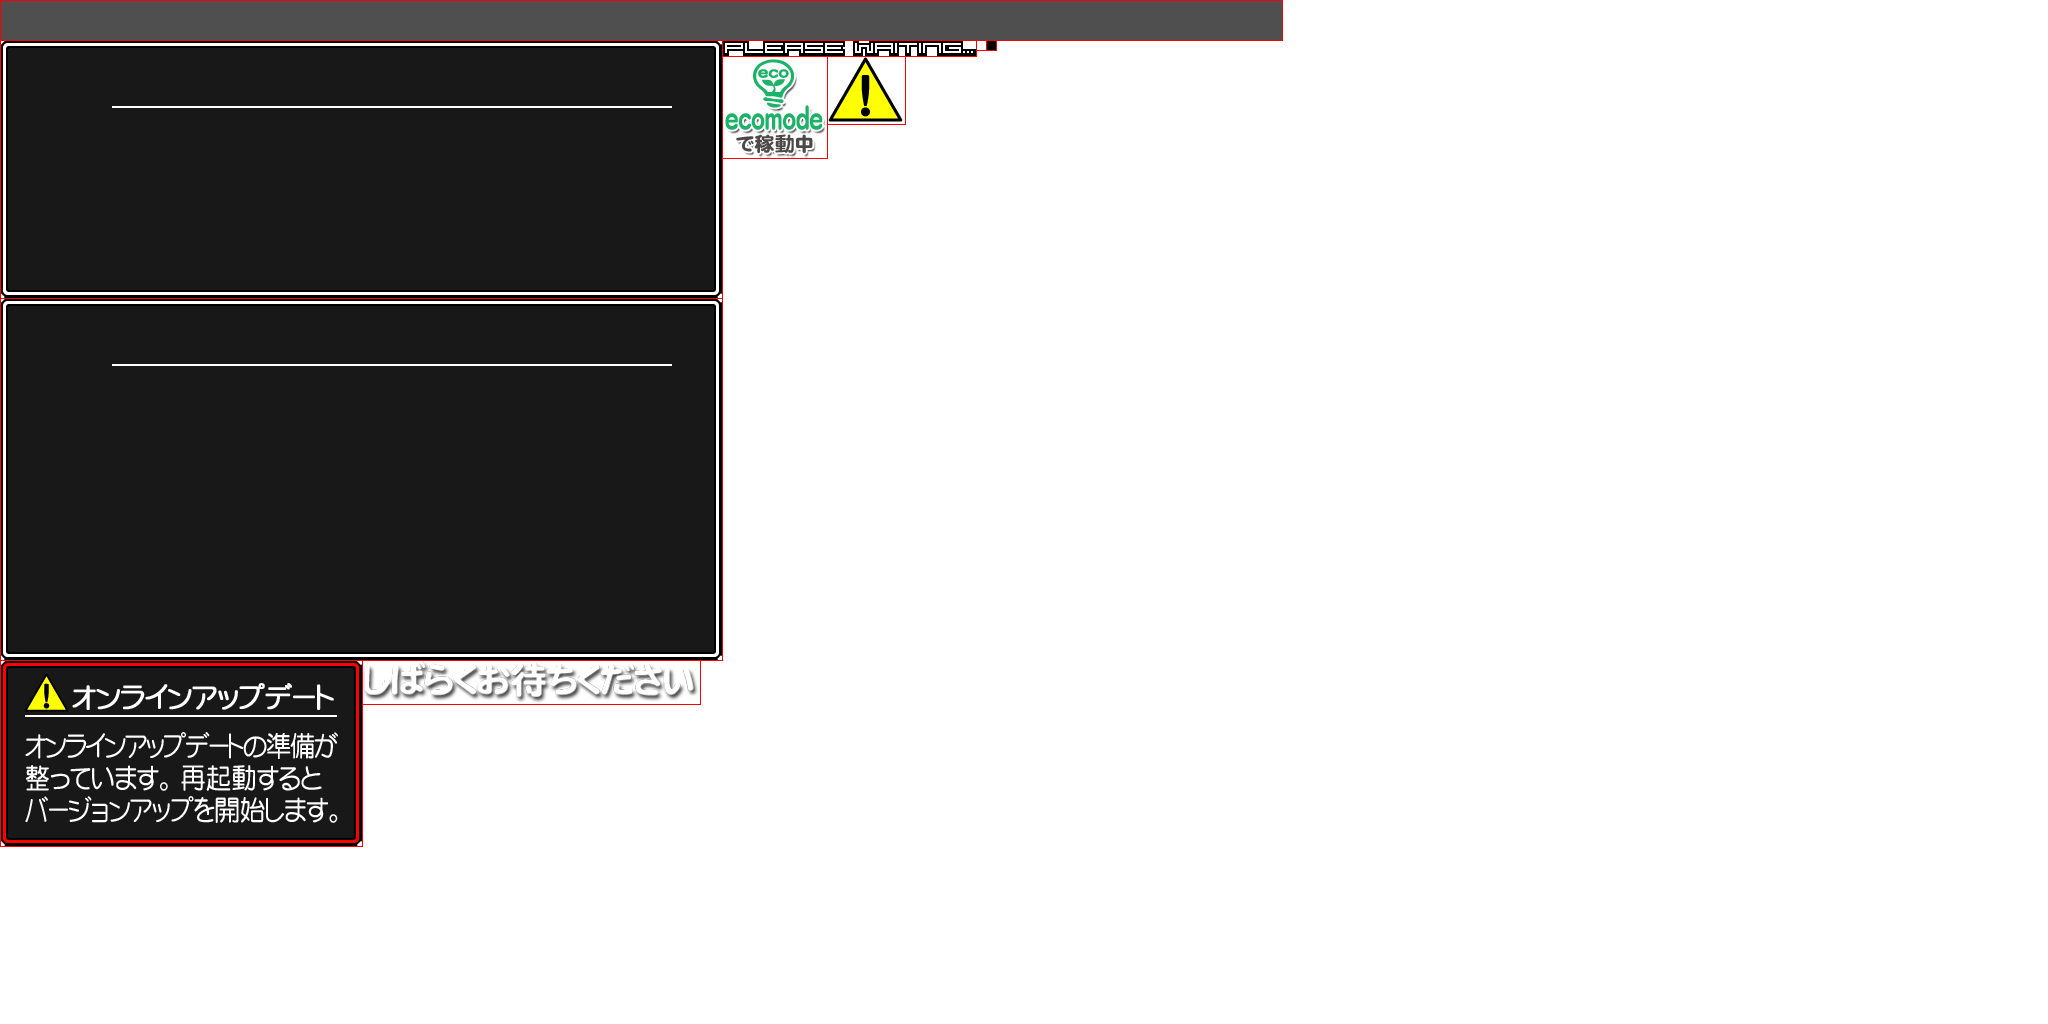 PLEASE WAITING...
eco
ecomode
で稼動中
オンラインアップデート
オンラインアップデートの準備が
整っています。再起動すると
バージョンアップを開始します。
しばらくお待ちください